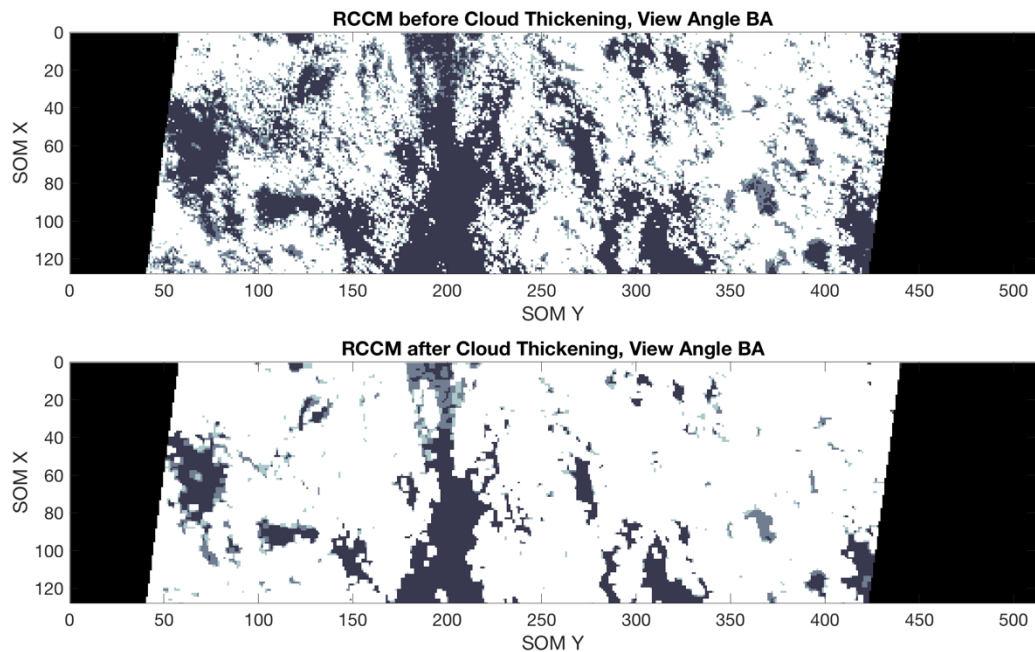 RCCM before Cloud Thickening, View Angle BA
0
20
40
60
80
100
120
SOM X
0 50 100 150 200 250 300 350 400 450 500
SOM Y
RCCM after Cloud Thickening, View Angle BA
0
20
40
60
80
100
120
SOM X
0 50 100 150 200 250 300 350 400 450 500
SOM Y